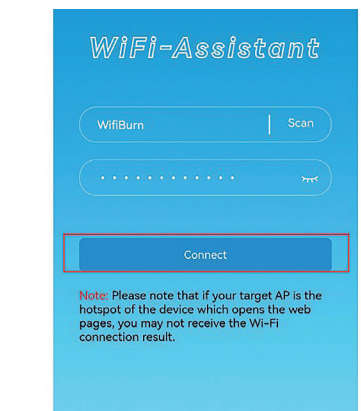 WiFi-Assistant
WifiBurn | Scan
············
Connect
Note: Please note that if your target AP is the
hotspot of the device which opens the web
pages, you may not receive the Wi-Fi
connection result.